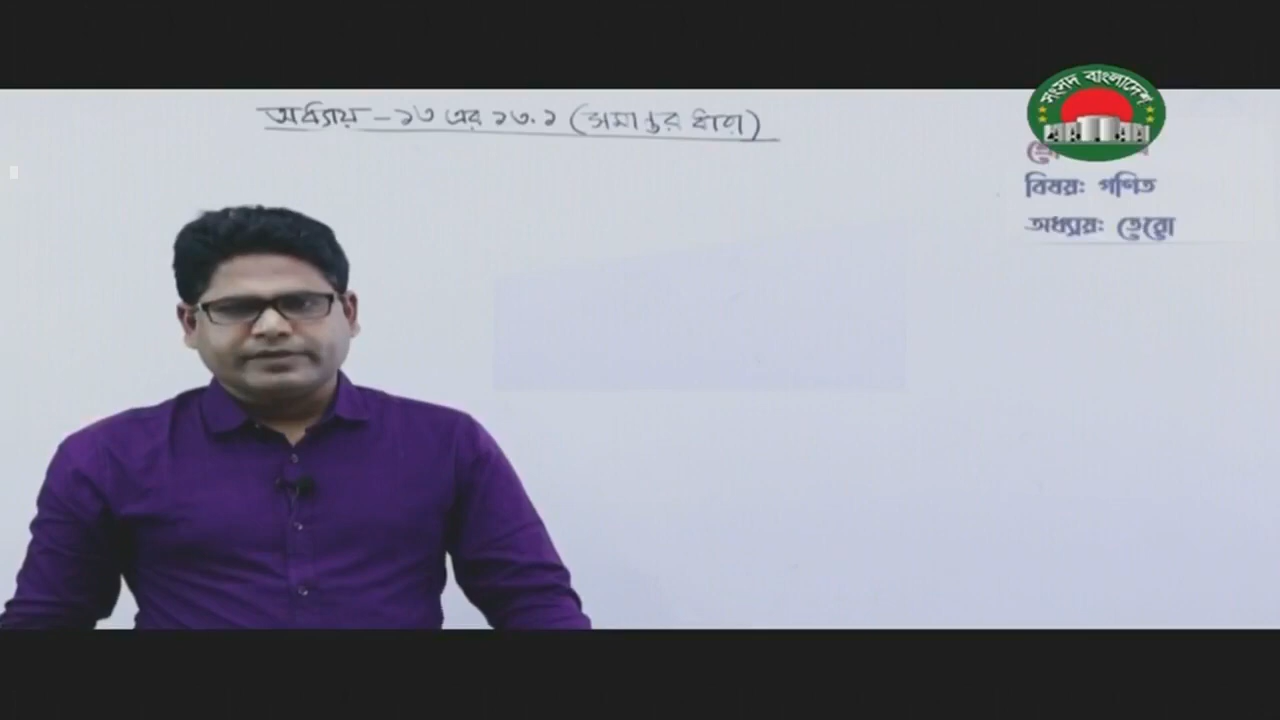 অধ্যায় – ১৩ এর ১৩.১ (সমান্তর ধারা)
সংসদ বাংলাদেশ
বিষয়: গণিত
অধ্যায়: তেরো